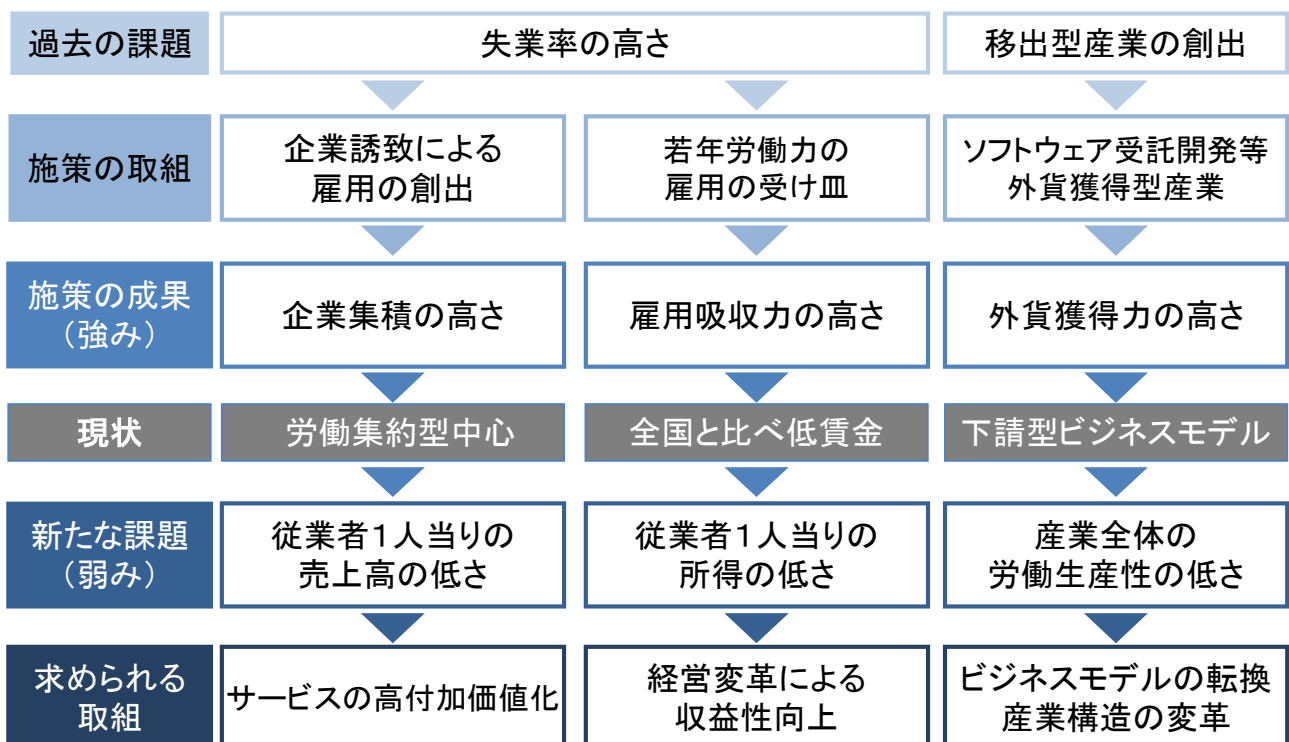 過去の課題
失業率の高さ
移出型産業の創出
施策の取組
企業誘致による
雇用の創出
若年労働力の
雇用の受け皿
ソフトウェア受託開発等
外貨獲得型産業
施策の成果
（強み）
企業集積の高さ
雇用吸収力の高さ
外貨獲得力の高さ
現状
労働集約型中心
全国と比べ低賃金
下請型ビジネスモデル
新たな課題
（弱み）
従業者１人当りの
売上高の低さ
従業者１人当りの
所得の低さ
産業全体の
労働生産性の低さ
求められる
取組
サービスの高付加価値化
経営変革による
収益性向上
ビジネスモデルの転換
産業構造の変革